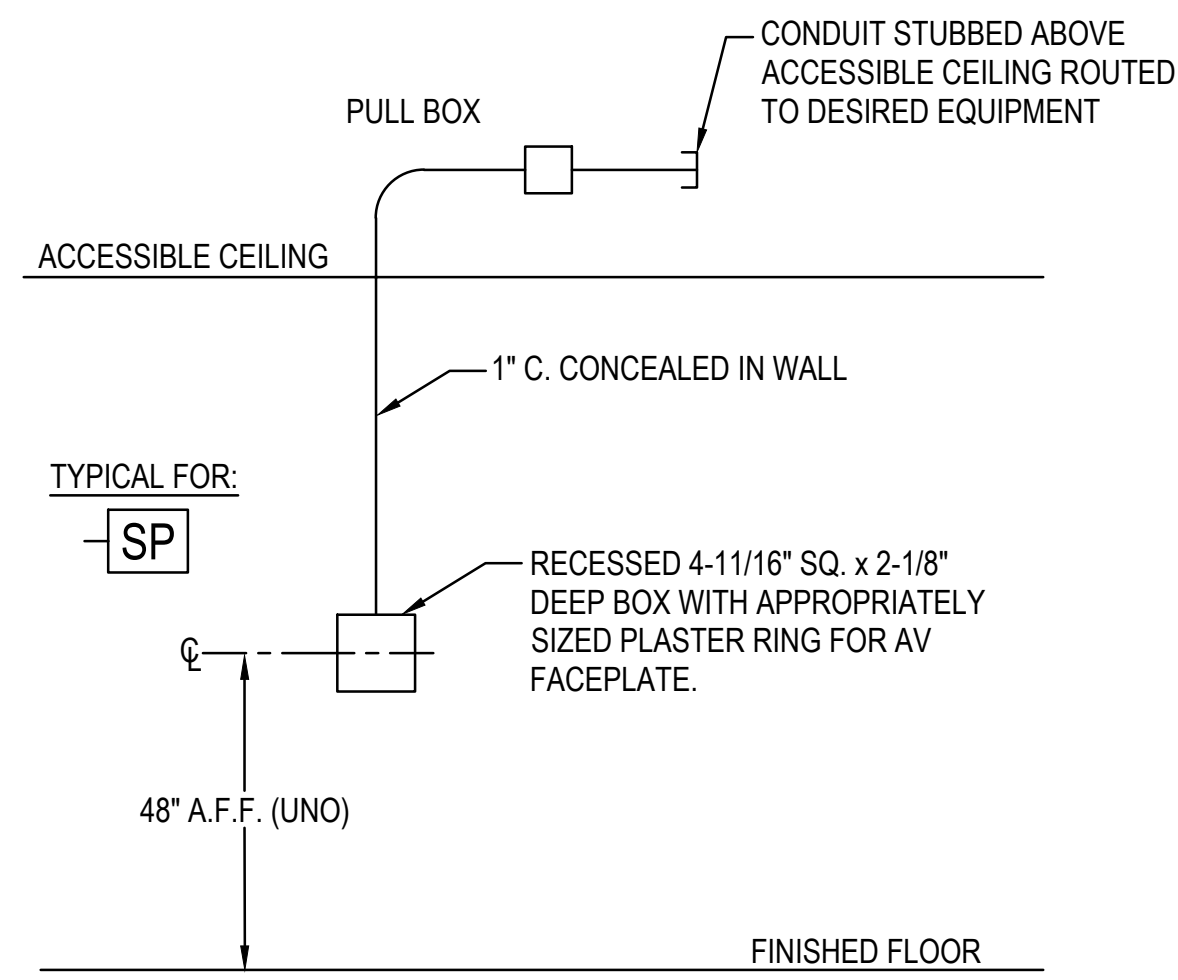 CONDUIT STUBBED ABOVE
ACCESSIBLE CEILING ROUTED
TO DESIRED EQUIPMENT
PULL BOX
ACCESSIBLE CEILING
1" C. CONCEALED IN WALL
TYPICAL FOR:
SP
RECESSED 4-11/16" SQ. x 2-1/8"
DEEP BOX WITH APPROPRIATELY
SIZED PLASTER RING FOR AV
FACEPLATE.
℄
48" A.F.F. (UNO)
FINISHED FLOOR